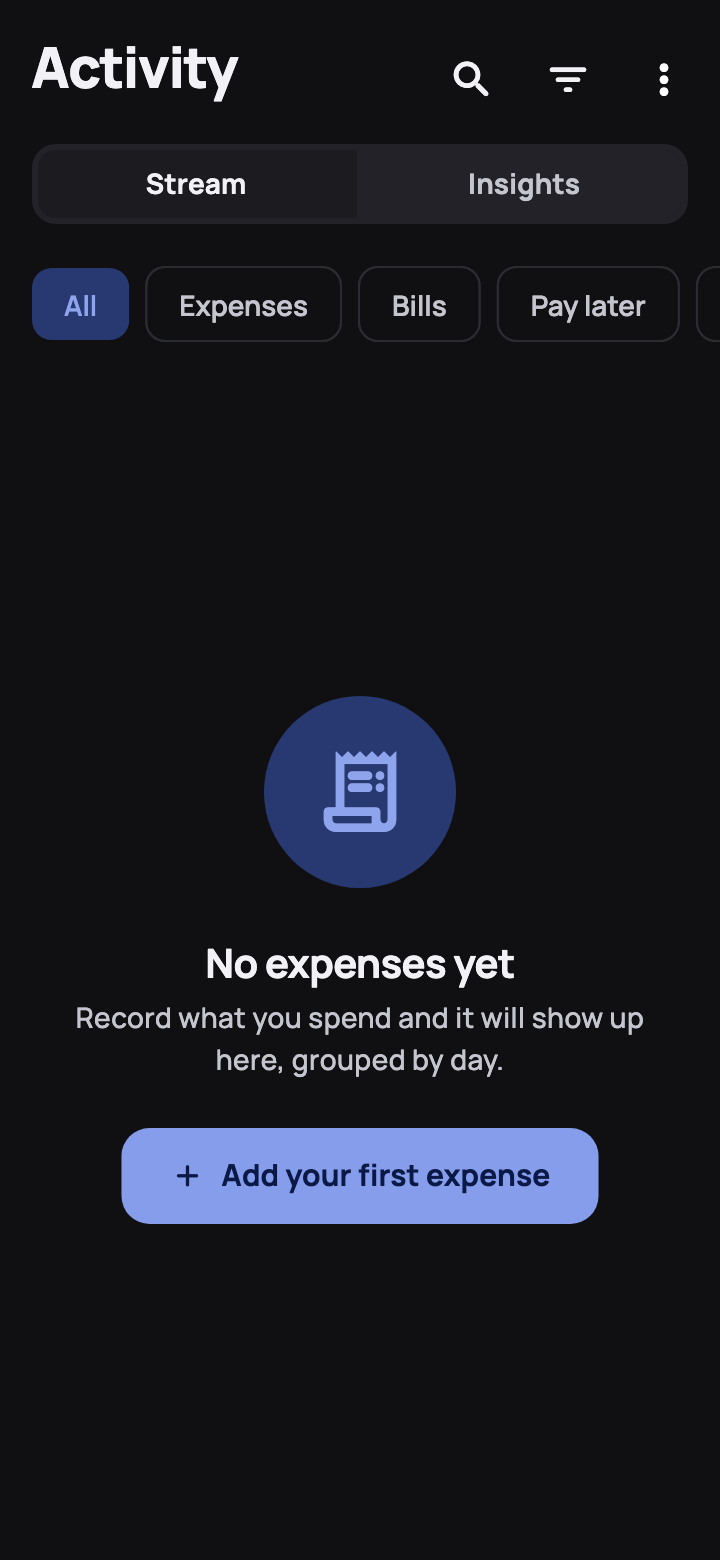 Activity
Stream
Insights
All
Expenses
Bills
Pay later
No expenses yet
Record what you spend and it will show up
here, grouped by day.
+ Add your first expense